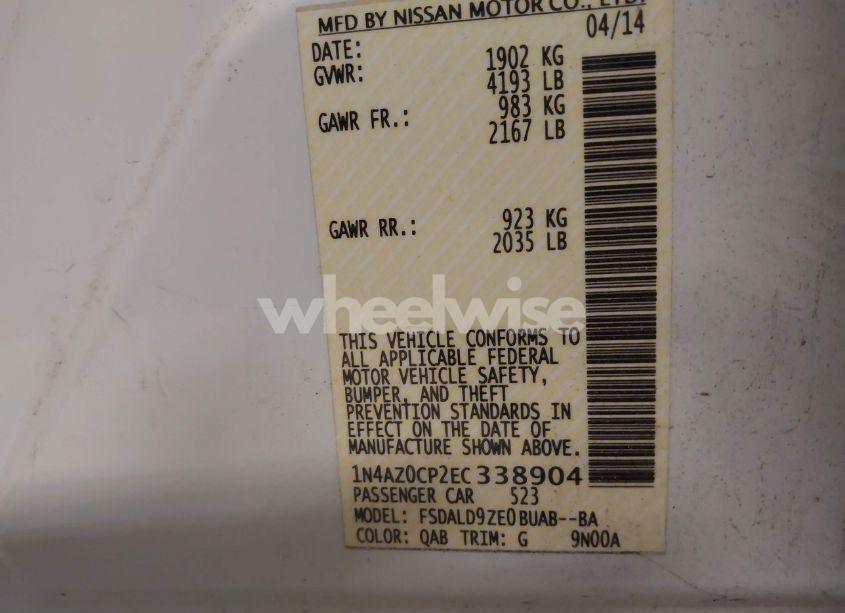 MFD BY NISSAN MOTOR CO., LTD.
DATE: 04/14
GVWR: 1902 KG
4193 LB
GAWR FR.: 983 KG
2167 LB
GAWR RR.: 923 KG
2035 LB
wheelwise
THIS VEHICLE CONFORMS TO
ALL APPLICABLE FEDERAL
MOTOR VEHICLE SAFETY,
BUMPER, AND THEFT
PREVENTION STANDARDS IN
EFFECT ON THE DATE OF
MANUFACTURE SHOWN ABOVE.
1N4AZ0CP2EC338904
PASSENGER CAR 523
MODEL: FSDALD9ZE0BUAB--BA
COLOR: QAB TRIM: G 9N00A